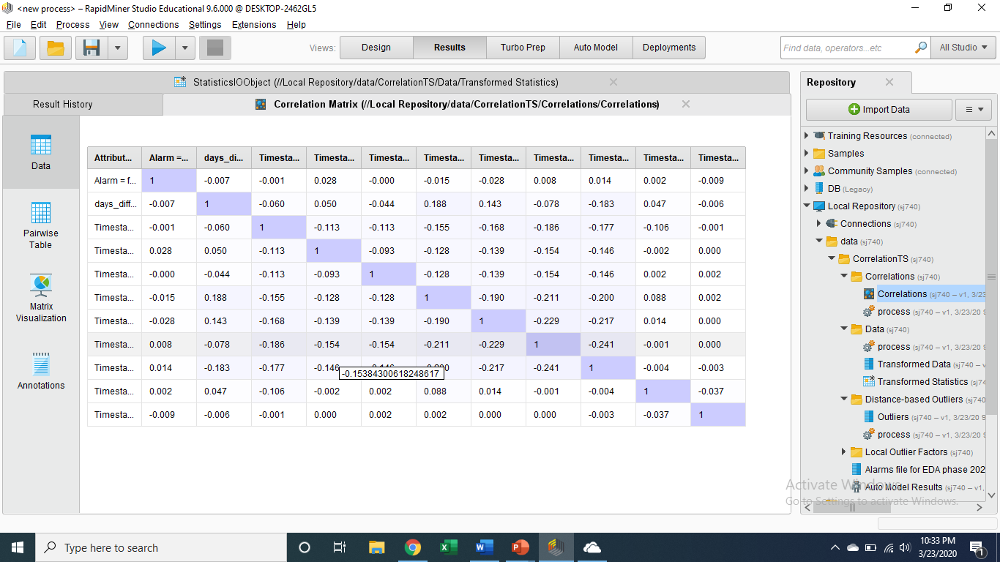 <new process> – RapidMiner Studio Educational 9.6.000 @ DESKTOP-2462GL5
File Edit Process View Connections Settings Extensions Help
Views: Design Results Turbo Prep Auto Model Deployments Find data, operators...etc All Studio
StatisticsIOObject (//Local Repository/data/CorrelationTS/Data/Transformed Statistics)
Result History Correlation Matrix (//Local Repository/data/CorrelationTS/Correlations/Correlations)
Data
Pairwise
Table
Matrix
Visualization
Annotations
Attribut... Alarm =... days_di... Timesta... Timesta... Timesta... Timesta... Timesta... Timesta... Timesta... Timesta... Timesta...
Alarm = f... 1 -0.007 -0.001 0.028 -0.000 -0.015 -0.028 0.008 0.014 0.002 -0.009
days_diff... -0.007 1 -0.060 0.050 -0.044 0.188 0.143 -0.078 -0.183 0.047 -0.006
Timesta... -0.001 -0.060 1 -0.113 -0.113 -0.155 -0.168 -0.186 -0.177 -0.106 -0.001
Timesta... 0.028 0.050 -0.113 1 -0.093 -0.128 -0.139 -0.154 -0.146 -0.002 0.000
Timesta... -0.000 -0.044 -0.113 -0.093 1 -0.128 -0.139 -0.154 -0.146 0.002 0.002
Timesta... -0.015 0.188 -0.155 -0.128 -0.128 1 -0.190 -0.211 -0.200 0.088 0.002
Timesta... -0.028 0.143 -0.168 -0.139 -0.139 -0.190 1 -0.229 -0.217 0.014 0.000
Timesta... 0.008 -0.078 -0.186 -0.154 -0.154 -0.211 -0.229 1 -0.241 -0.001 0.000
Timesta... 0.014 -0.183 -0.177 -0.146 -0.217 -0.241 1 -0.004 -0.003
-0.15384300618248617
Timesta... 0.002 0.047 -0.106 -0.002 0.002 0.088 0.014 -0.001 -0.004 1 -0.037
Timesta... -0.009 -0.006 -0.001 0.000 0.002 0.002 0.000 0.000 -0.003 -0.037 1
Repository
Import Data
Training Resources (connected)
Samples
Community Samples (connected)
DB (Legacy)
Local Repository (sj740)
Connections (sj740)
data (sj740)
CorrelationTS (sj740)
Correlations (sj740)
Correlations (sj740 – v1, 3/23
process (sj740 – v1, 3/23/20 9
Data (sj740)
process (sj740 – v1, 3/23/20 9
Transformed Data (sj740 – v
Transformed Statistics (sj74
Distance-based Outliers (sj740
Outliers (sj740 – v1, 3/23/20 9
process (sj740 – v1, 3/23/20 9
Local Outlier Factors (sj740)
Alarms file for EDA phase 202
Auto Model Results (sj740 – v1,
Activate Windows
Go to Settings to activate Windows.
Type here to search
10:33 PM
3/23/2020
1